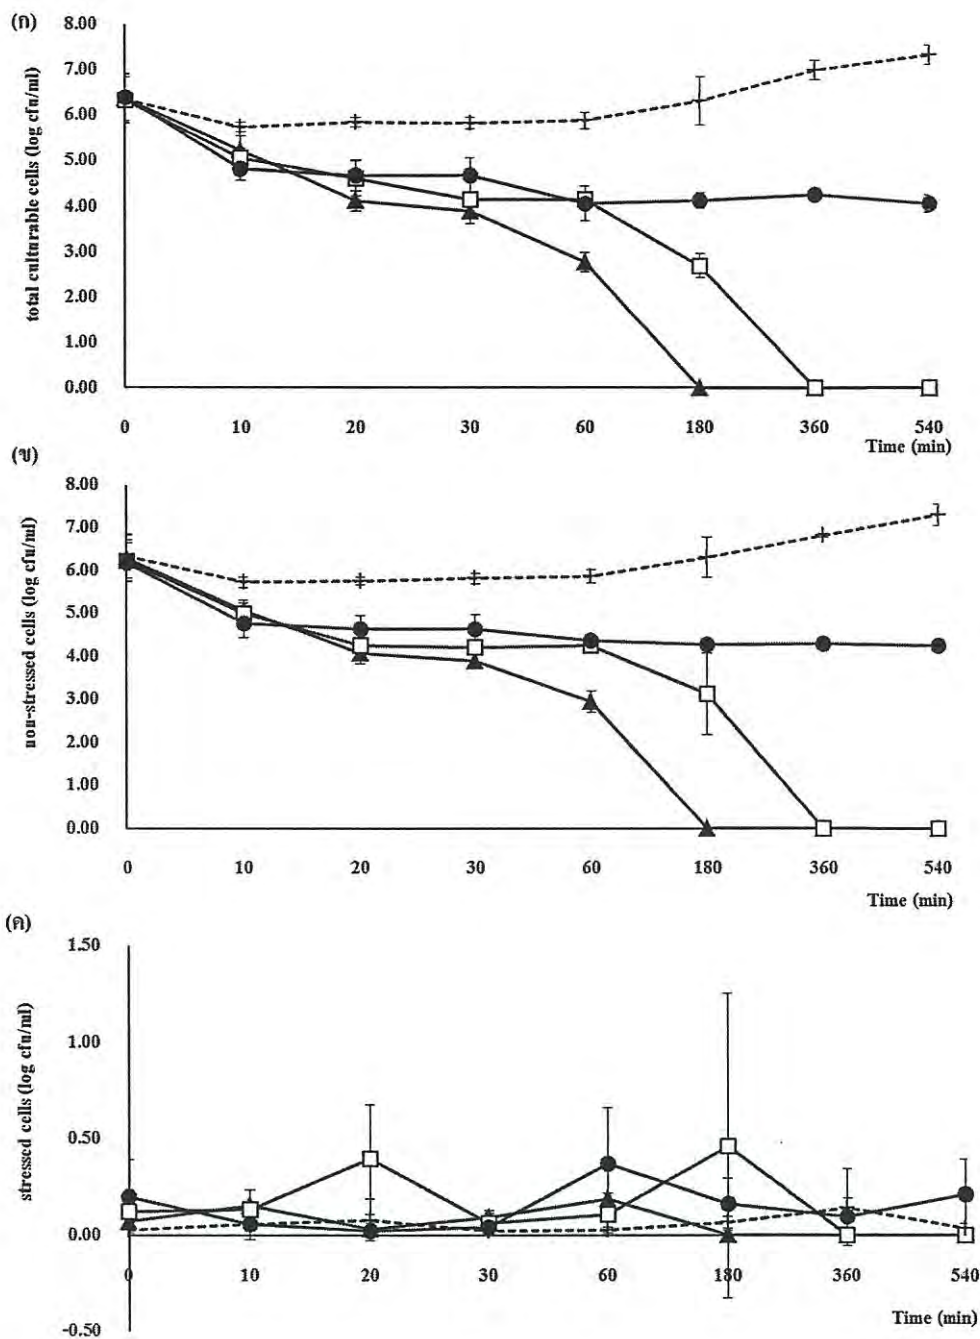 (ก)
8.00
7.00
6.00
5.00
4.00
3.00
2.00
1.00
0.00
total culturable cells (log cfu/ml)
0 10 20 30 60 180 360 540
Time (min)
(ข)
8.00
7.00
6.00
5.00
4.00
3.00
2.00
1.00
0.00
non-stressed cells (log cfu/ml)
0 10 20 30 60 180 360 540
Time (min)
(ค)
1.50
1.00
0.50
0.00
-0.50
stressed cells (log cfu/ml)
0 10 20 30 60 180 360 540
Time (min)